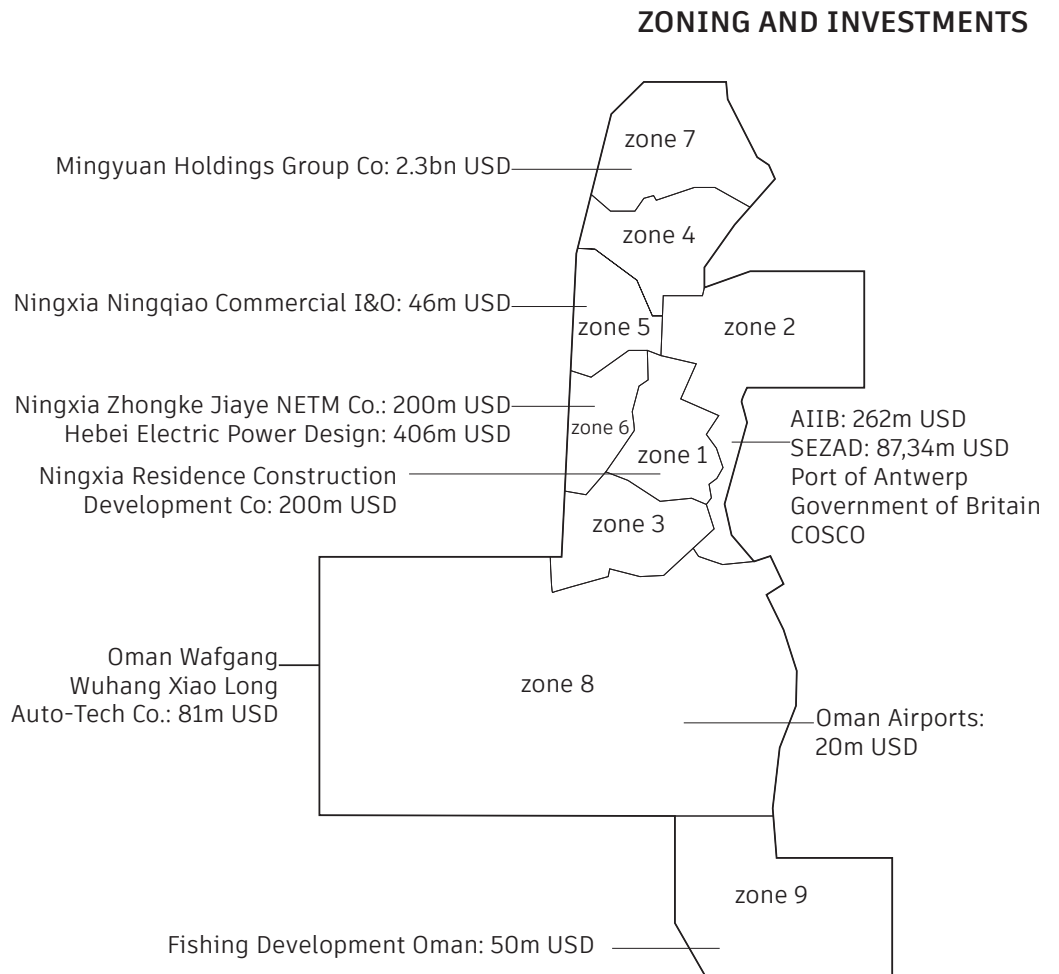 ZONING AND INVESTMENTS
zone 7
Mingyuan Holdings Group Co: 2.3bn USD
zone 4
Ningxia Ningqiao Commercial I&O: 46m USD
zone 5
zone 2
Ningxia Zhongke Jiaye NETM Co.: 200m USD
Hebei Electric Power Design: 406m USD
zone 6
AIIB: 262m USD
SEZAD: 87,34m USD
Port of Antwerp
Government of Britain
COSCO
zone 1
Ningxia Residence Construction
Development Co: 200m USD
zone 3
Oman Wafgang
Wuhang Xiao Long
Auto-Tech Co.: 81m USD
zone 8
Oman Airports:
20m USD
zone 9
Fishing Development Oman: 50m USD